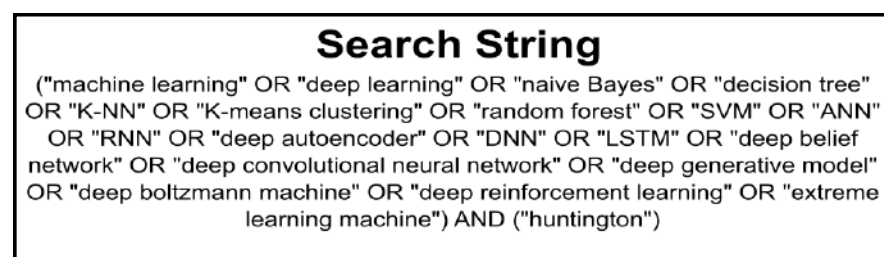 Search String
("machine learning" OR "deep learning" OR "naive Bayes" OR "decision tree"
OR "K-NN" OR "K-means clustering" OR "random forest" OR "SVM" OR "ANN"
OR "RNN" OR "deep autoencoder" OR "DNN" OR "LSTM" OR "deep belief
network" OR "deep convolutional neural network" OR "deep generative model"
OR "deep boltzmann machine" OR "deep reinforcement learning" OR "extreme
learning machine") AND ("huntington")